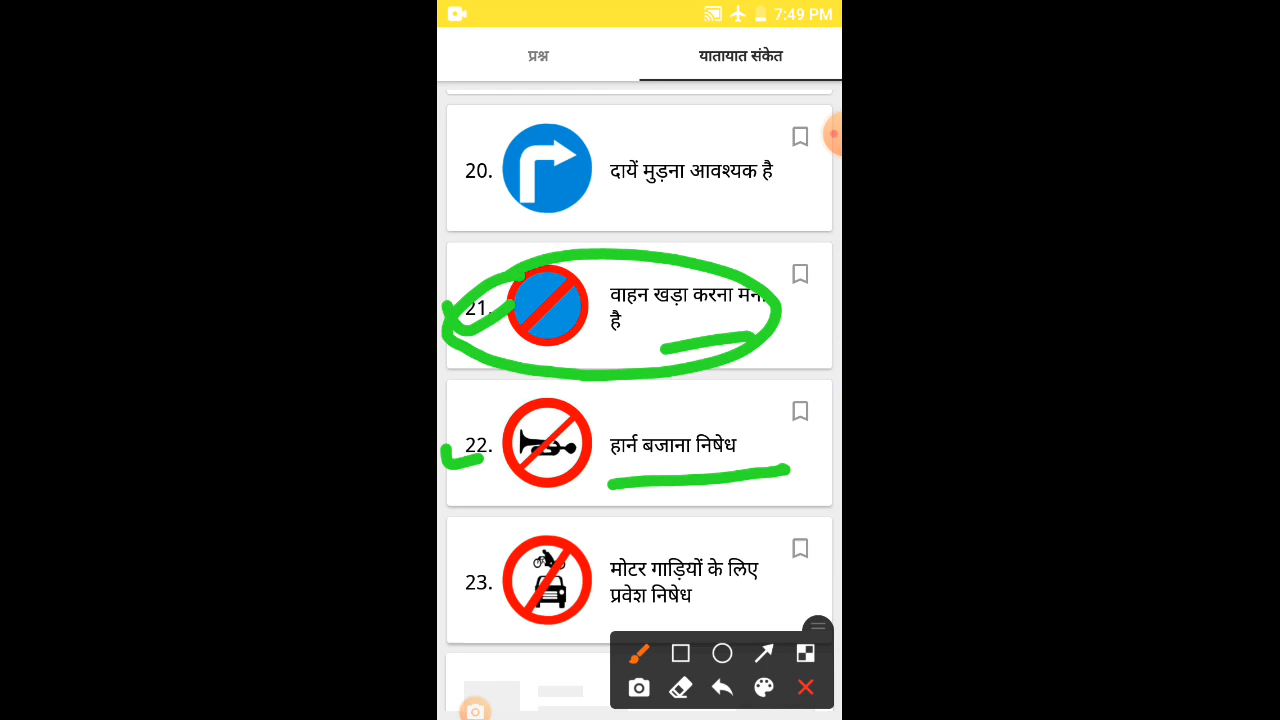 7:49 PM
प्रश्न
यातायात संकेत
20.
दायें मुड़ना आवश्यक है
21.
वाहन खड़ा करना मना
है
22.
हार्न बजाना निषेध
23.
मोटर गाड़ियों के लिए
प्रवेश निषेध